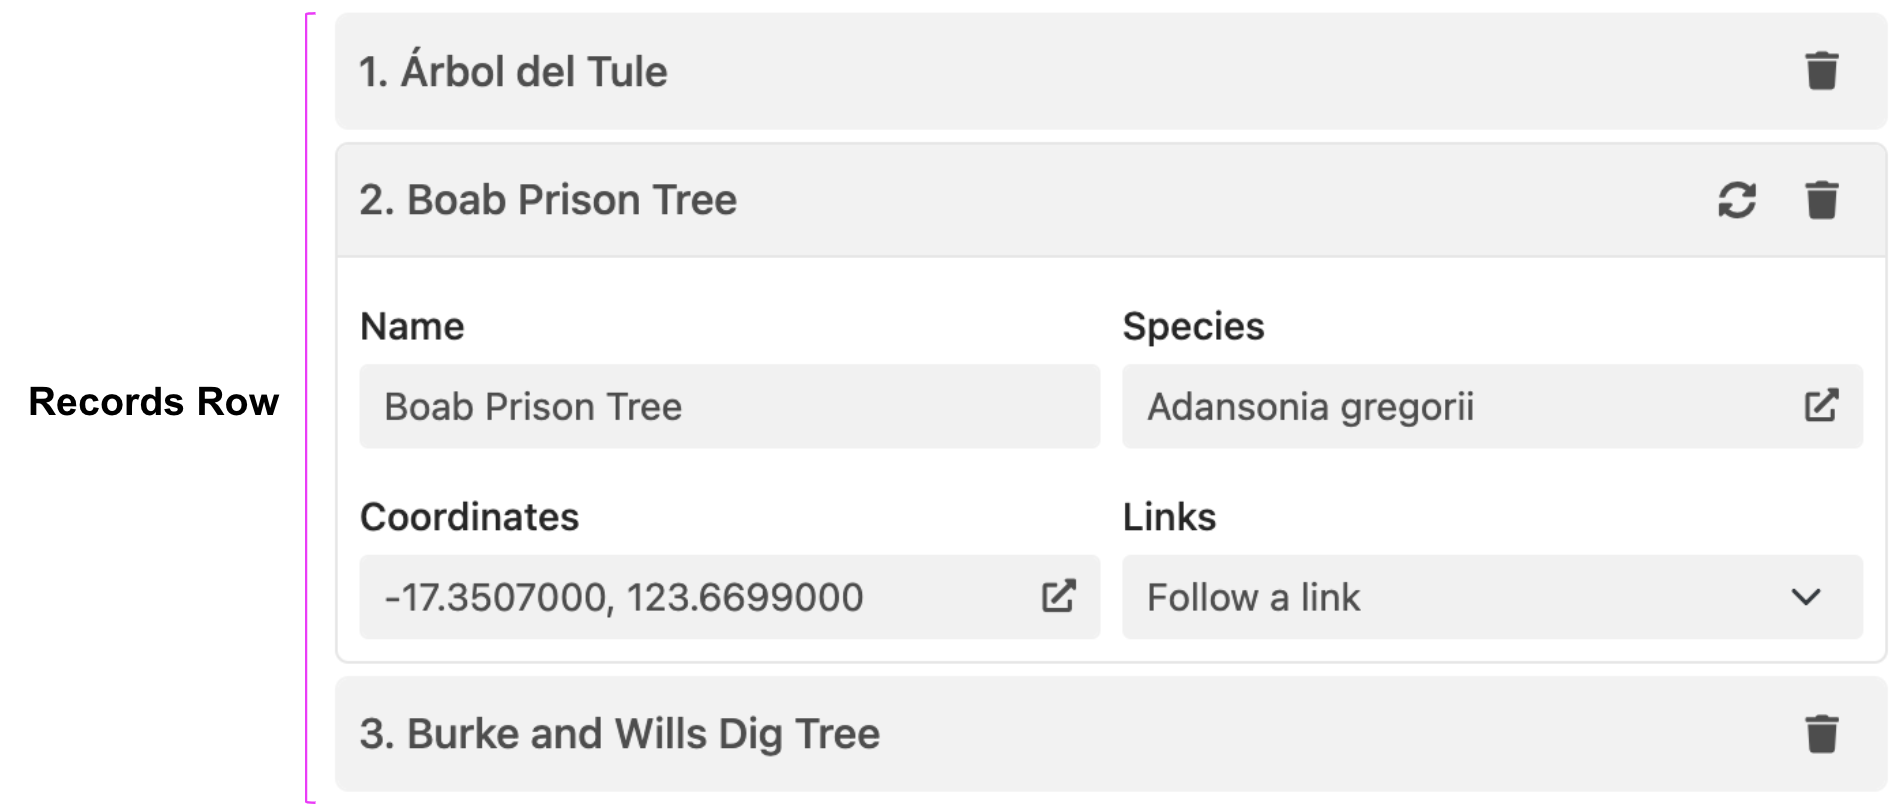 1. Árbol del Tule
2. Boab Prison Tree
Name
Species
Boab Prison Tree
Adansonia gregorii
Records Row
Coordinates
Links
-17.3507000, 123.6699000
Follow a link
3. Burke and Wills Dig Tree